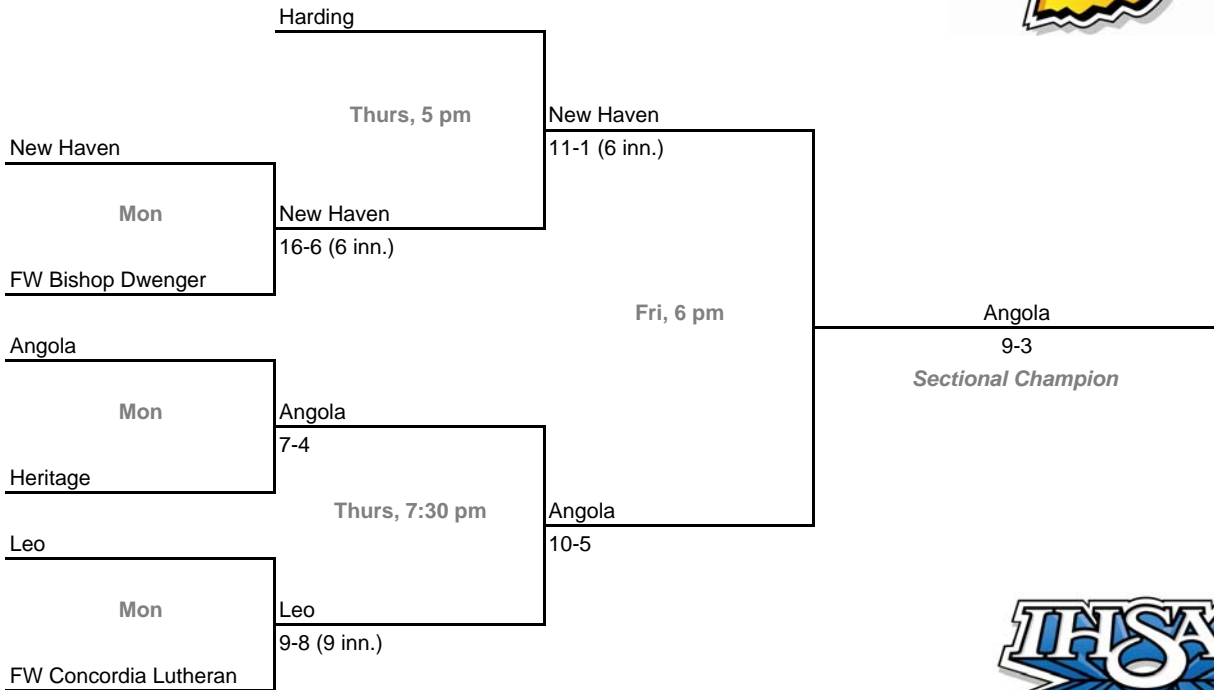 Harding
Thurs, 5 pm
New Haven
New Haven
11-1 (6 inn.)
Mon
New Haven
16-6 (6 inn.)
FW Bishop Dwenger
Fri, 6 pm
Angola
Angola
9-3
Sectional Champion
Mon
Angola
7-4
Heritage
Thurs, 7:30 pm
Angola
Leo
10-5
Mon
Leo
9-8 (9 inn.)
FW Concordia Lutheran
IHSA